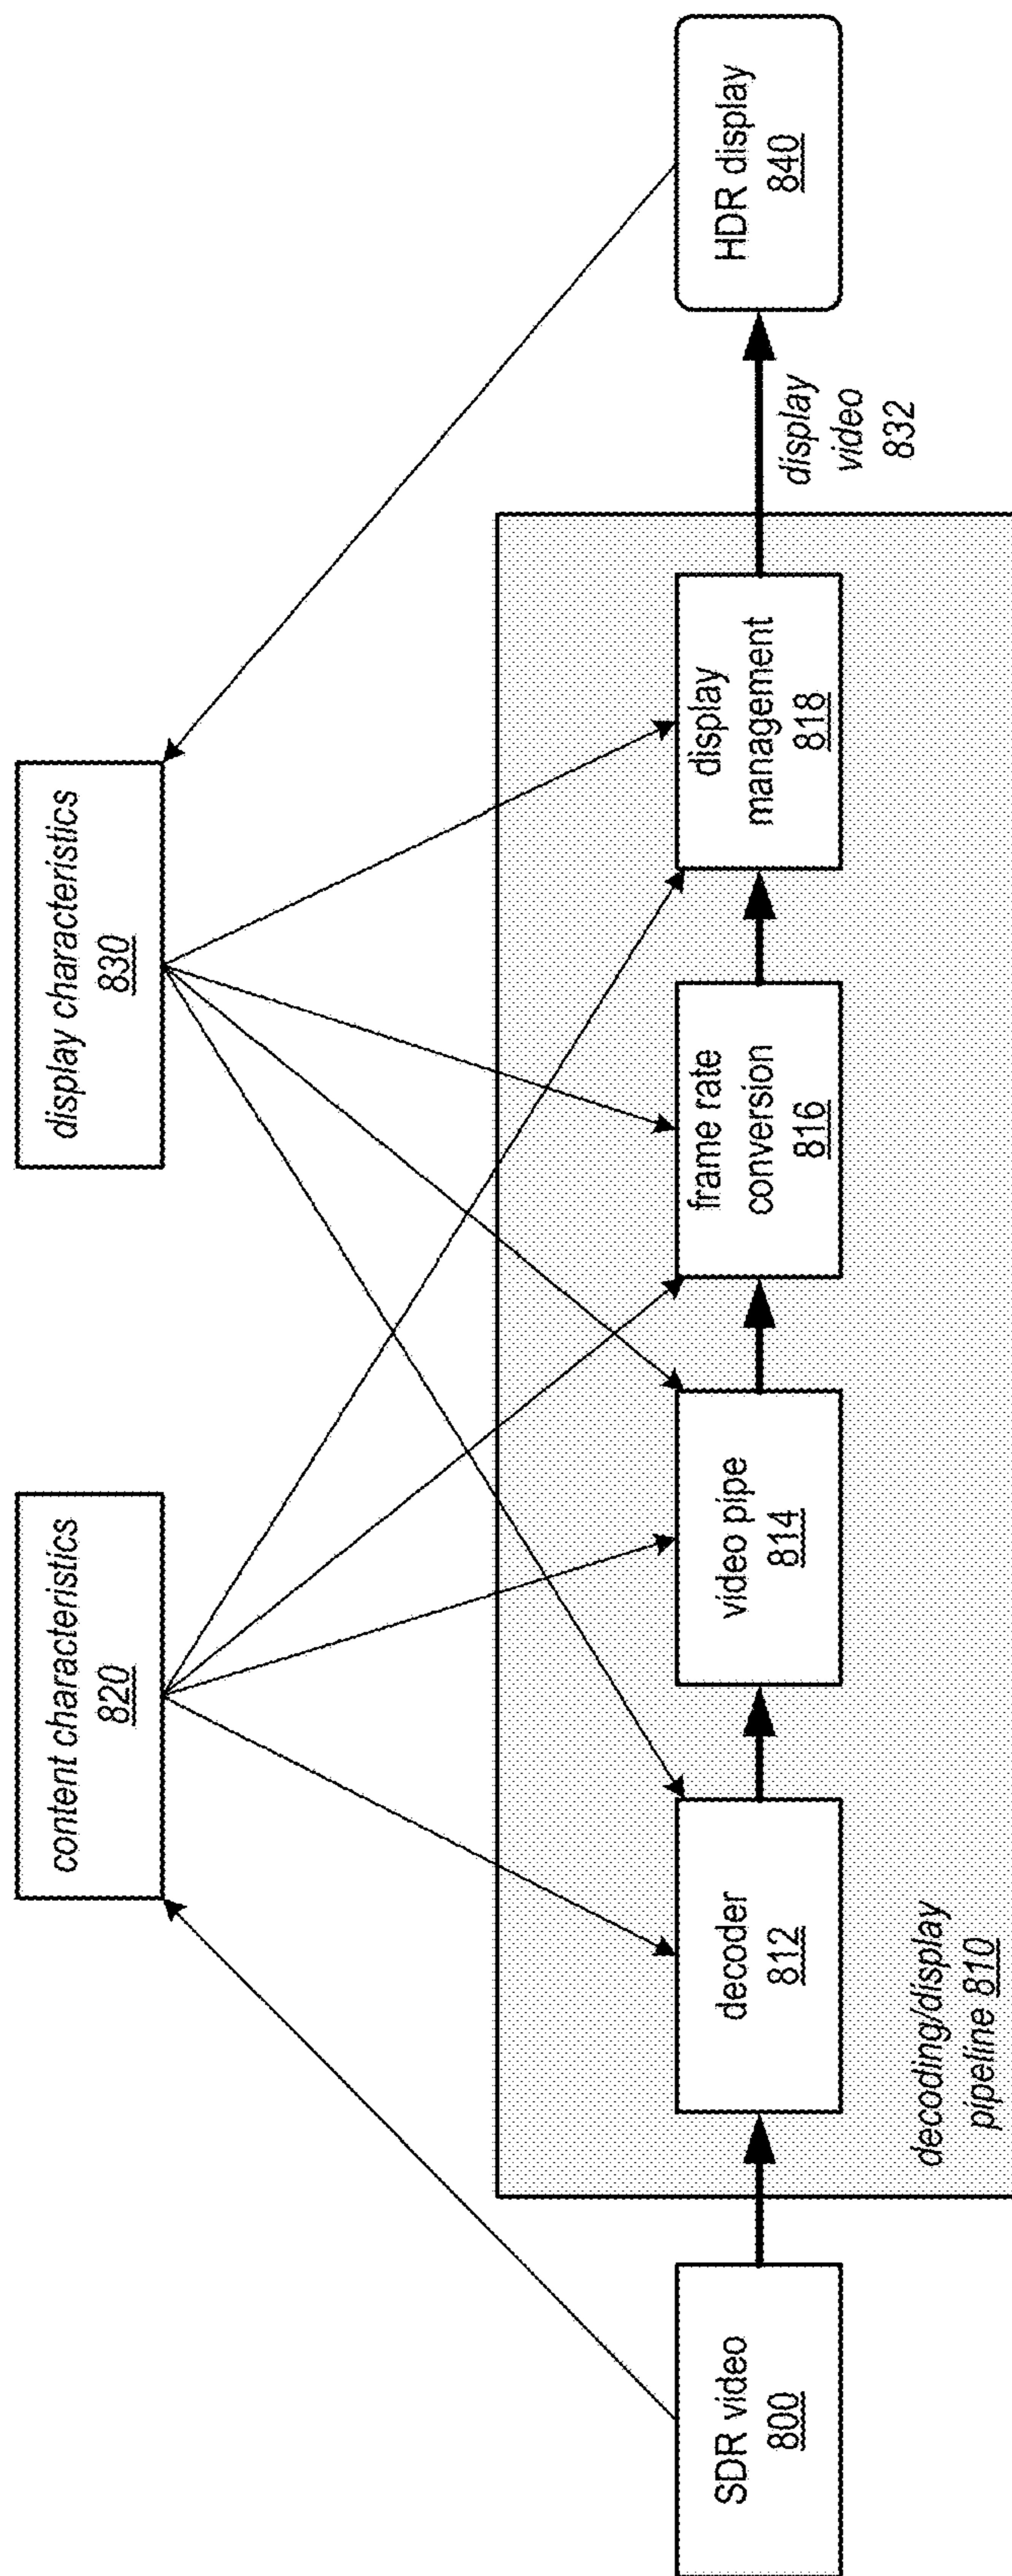 content characteristics
820
display characteristics
830
SDR video
800
decoder
812
video pipe
814
frame rate
conversion
816
display
management
818
display
video
832
HDR display
840
decoding/display
pipeline 810